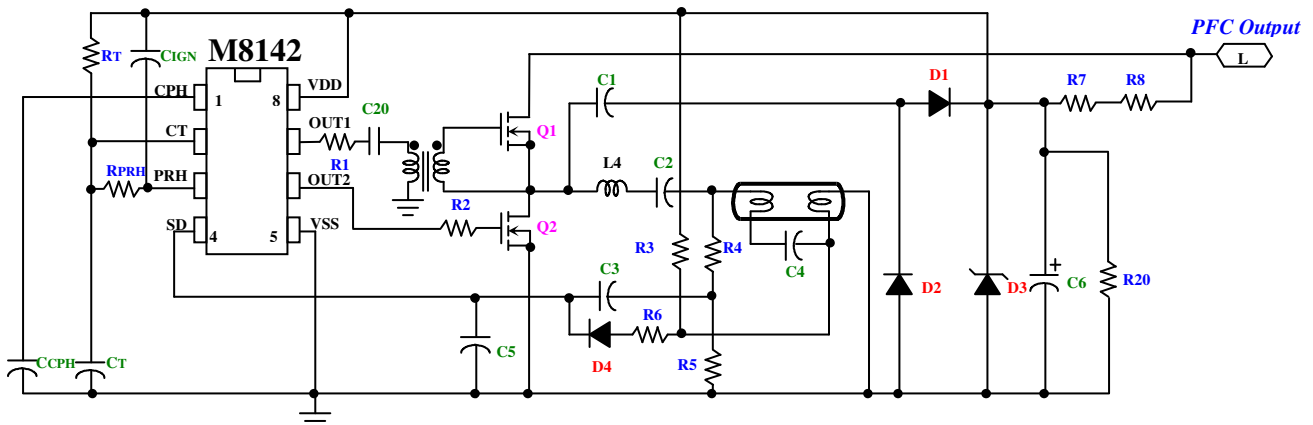 PFC Output
L
RT
CIGN
M8142
CPH
1
8
VDD
C20
C1
D1
R7
R8
CT
OUT1
R1
Q1
RPRH
PRH
OUT2
L4
C2
R2
SD
4
5
VSS
Q2
R3
R4
C4
C3
D2
D3
+
C6
R20
R6
C5
D4
R5
CCPH
CT